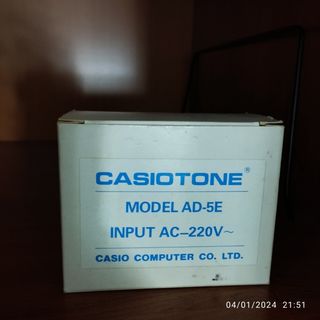 CASIOTONE®
MODEL AD-5E
INPUT AC-220V~
CASIO COMPUTER CO. LTD.
04/01/2024 21:51